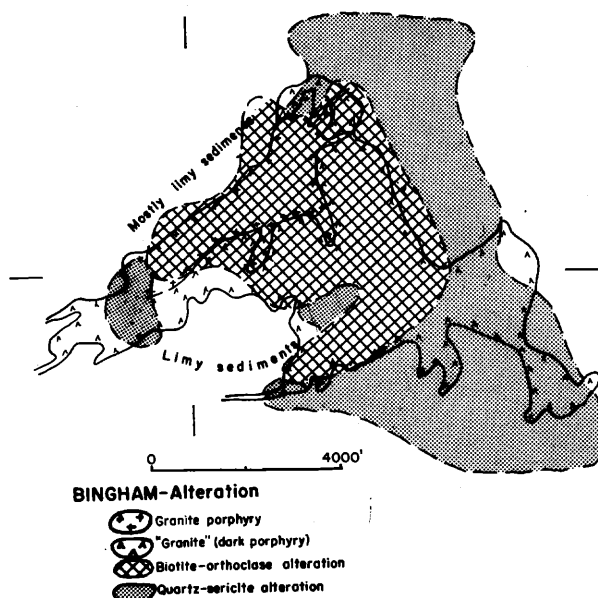 Mostly limy sediments
Limy sediments
0 4000'
BINGHAM-Alteration
Granite porphyry
"Granite" (dark porphyry)
Biotite-orthoclase alteration
Quartz-sericite alteration